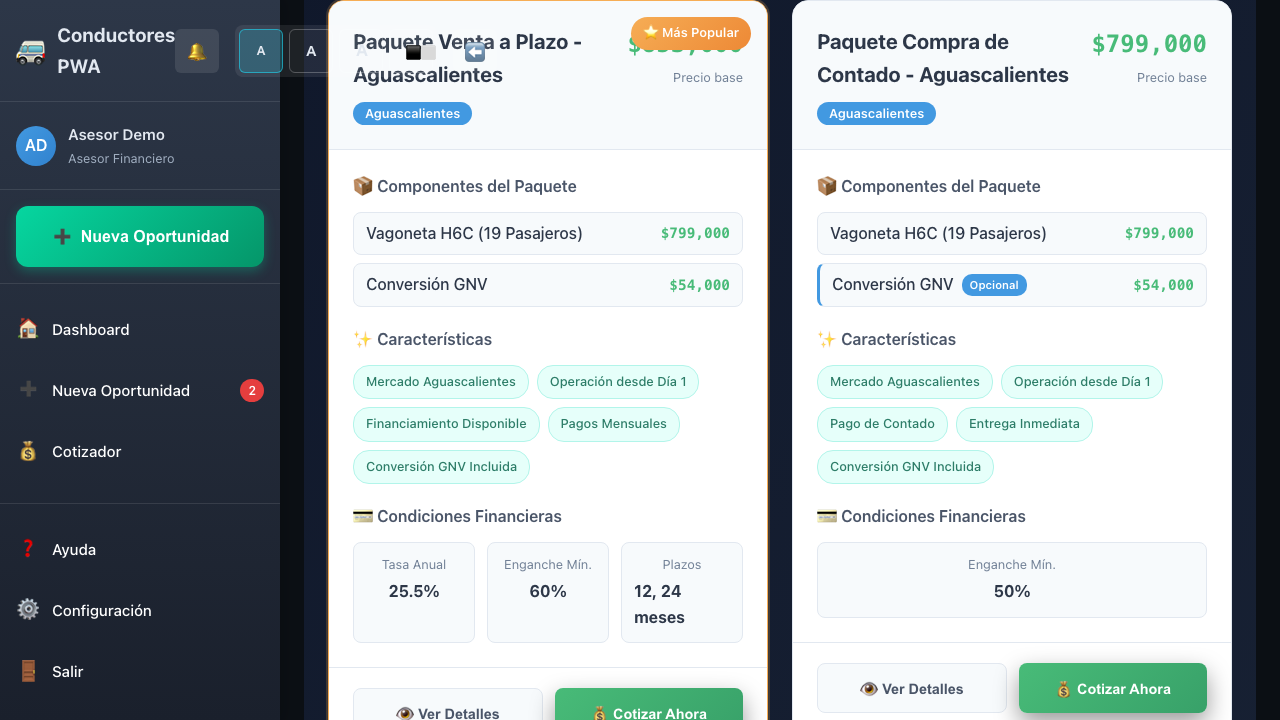 Conductores
PWA
A
A
Asesor Demo
AD
Asesor Financiero
Nueva Oportunidad
Dashboard
Nueva Oportunidad
2
Cotizador
Ayuda
Configuración
Salir
Más Popular
Paquete Venta a Plazo -
Aguascalientes
Precio base
Aguascalientes
Componentes del Paquete
Vagoneta H6C (19 Pasajeros)
$799,000
Conversión GNV
$54,000
Características
Mercado Aguascalientes
Operación desde Día 1
Financiamiento Disponible
Pagos Mensuales
Conversión GNV Incluida
Condiciones Financieras
Tasa Anual
25.5%
Enganche Mín.
60%
Plazos
12, 24
meses
Ver Detalles
Cotizar Ahora
Paquete Compra de
Contado - Aguascalientes
$799,000
Precio base
Aguascalientes
Componentes del Paquete
Vagoneta H6C (19 Pasajeros)
$799,000
Conversión GNV
Opcional
$54,000
Características
Mercado Aguascalientes
Operación desde Día 1
Pago de Contado
Entrega Inmediata
Conversión GNV Incluida
Condiciones Financieras
Enganche Mín.
50%
Ver Detalles
Cotizar Ahora